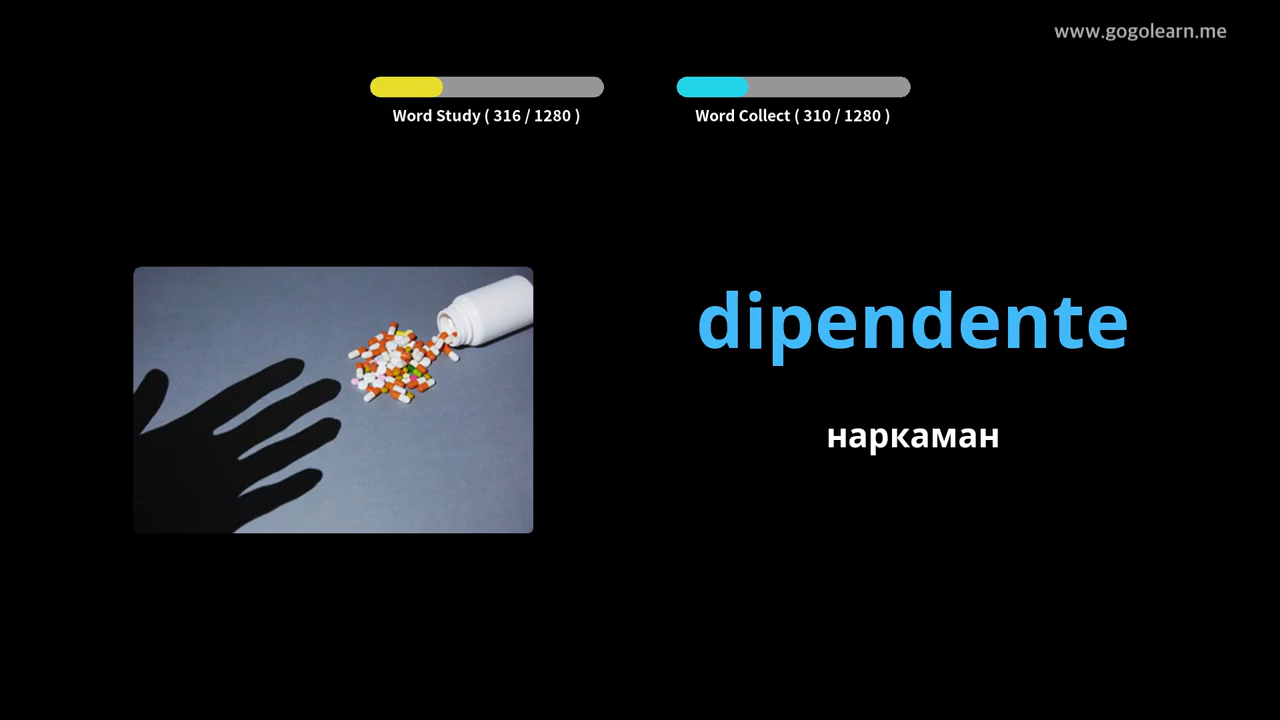 www.gogolearn.me
Word Study ( 316 / 1280 )
Word Collect ( 310 / 1280 )
dipendente
наркаман